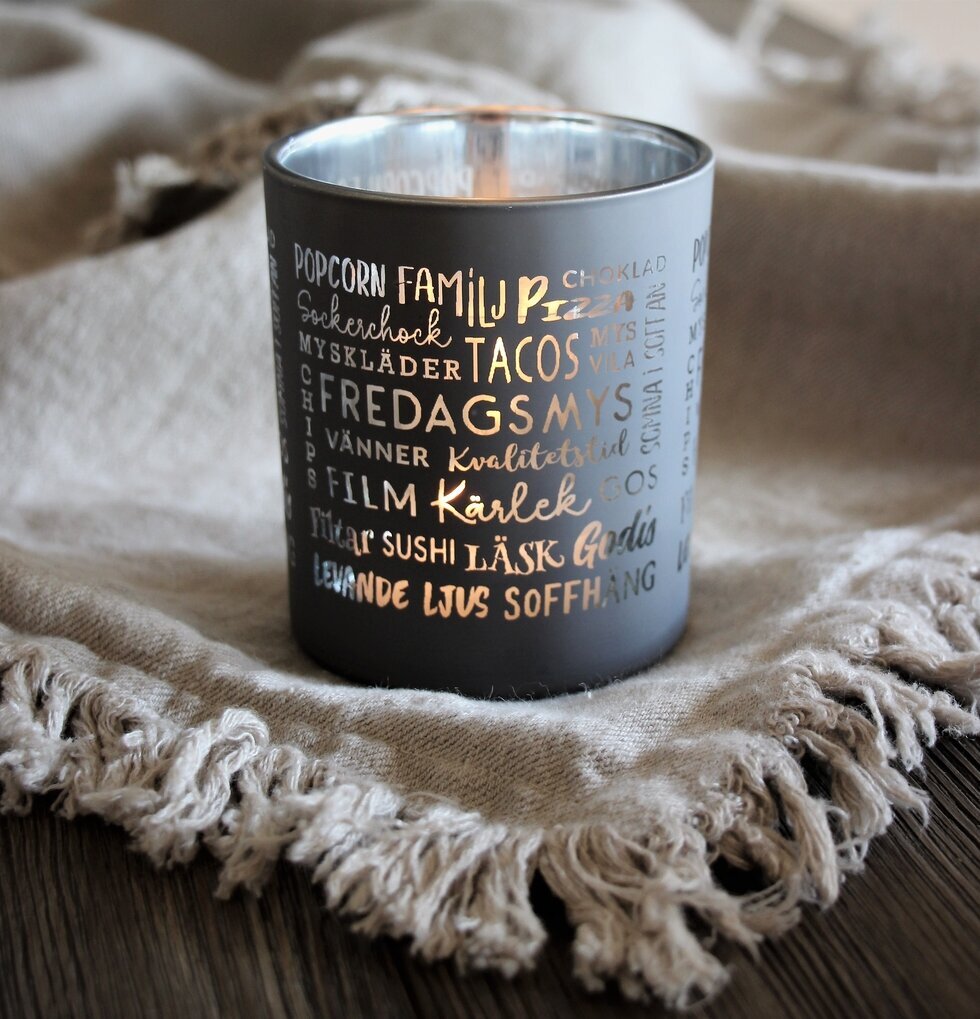 POPCORN FAMILJ PIZZA CHOKLAD
Sockerchock MYS
MYSKLÄDER TACOS VILA
CHIPS
FREDAGSMYS
SOMNA i SOFFAN
VÄNNER Kvalitetstid
FILM Kärlek GOS
Filtar SUSHI LÄSK Godis
LEVANDE LJUS SOFFHÄNG